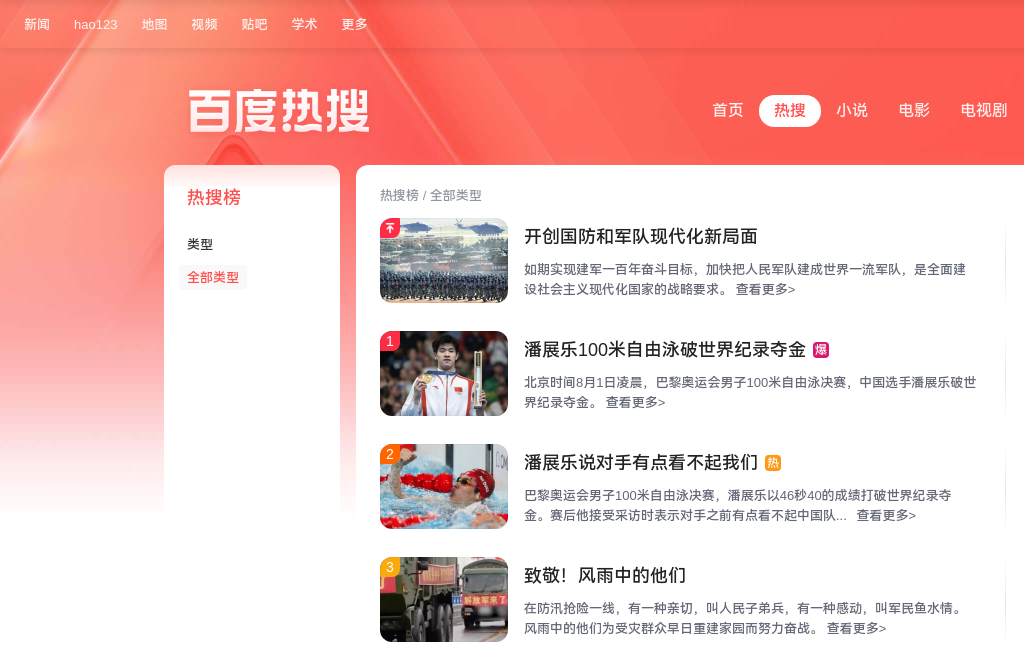 新闻 hao123 地图 视频 贴吧 学术 更多
百度热搜
首页 热搜 小说 电影 电视剧
热搜榜
类型
全部类型
热搜榜 / 全部类型
开创国防和军队现代化新局面
如期实现建军一百年奋斗目标，加快把人民军队建成世界一流军队，是全面建
设社会主义现代化国家的战略要求。 查看更多>
1
潘展乐100米自由泳破世界纪录夺金 爆
北京时间8月1日凌晨，巴黎奥运会男子100米自由泳决赛，中国选手潘展乐破世
界纪录夺金。 查看更多>
2
潘展乐说对手有点看不起我们 热
巴黎奥运会男子100米自由泳决赛，潘展乐以46秒40的成绩打破世界纪录夺
金。赛后他接受采访时表示对手之前有点看不起中国队... 查看更多>
3
解放军来了
致敬！风雨中的他们
在防汛抢险一线，有一种亲切，叫人民子弟兵，有一种感动，叫军民鱼水情。
风雨中的他们为受灾群众早日重建家园而努力奋战。 查看更多>